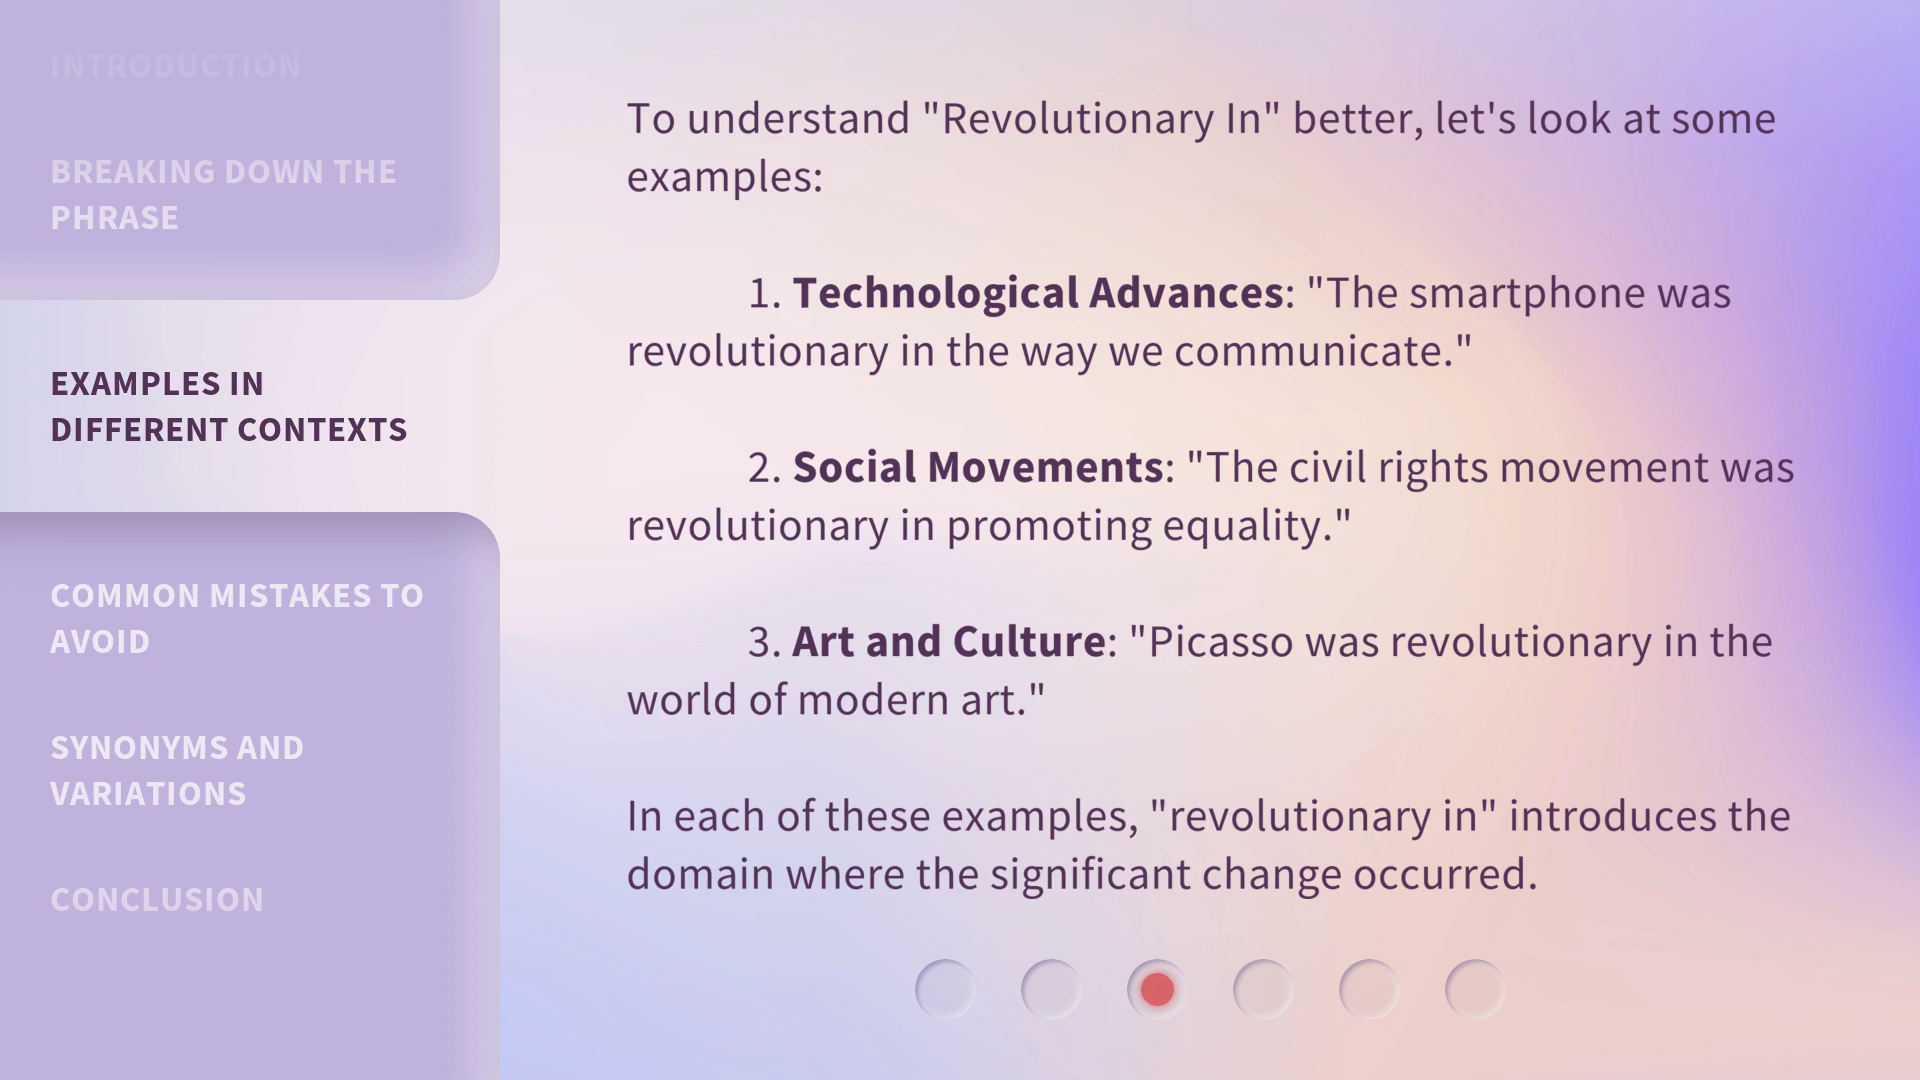 INTRODUCTION
BREAKING DOWN THE
PHRASE
EXAMPLES IN
DIFFERENT CONTEXTS
COMMON MISTAKES TO
AVOID
SYNONYMS AND
VARIATIONS
CONCLUSION
To understand "Revolutionary In" better, let's look at some
examples:
1. Technological Advances: "The smartphone was
revolutionary in the way we communicate."
2. Social Movements: "The civil rights movement was
revolutionary in promoting equality."
3. Art and Culture: "Picasso was revolutionary in the
world of modern art."
In each of these examples, "revolutionary in" introduces the
domain where the significant change occurred.